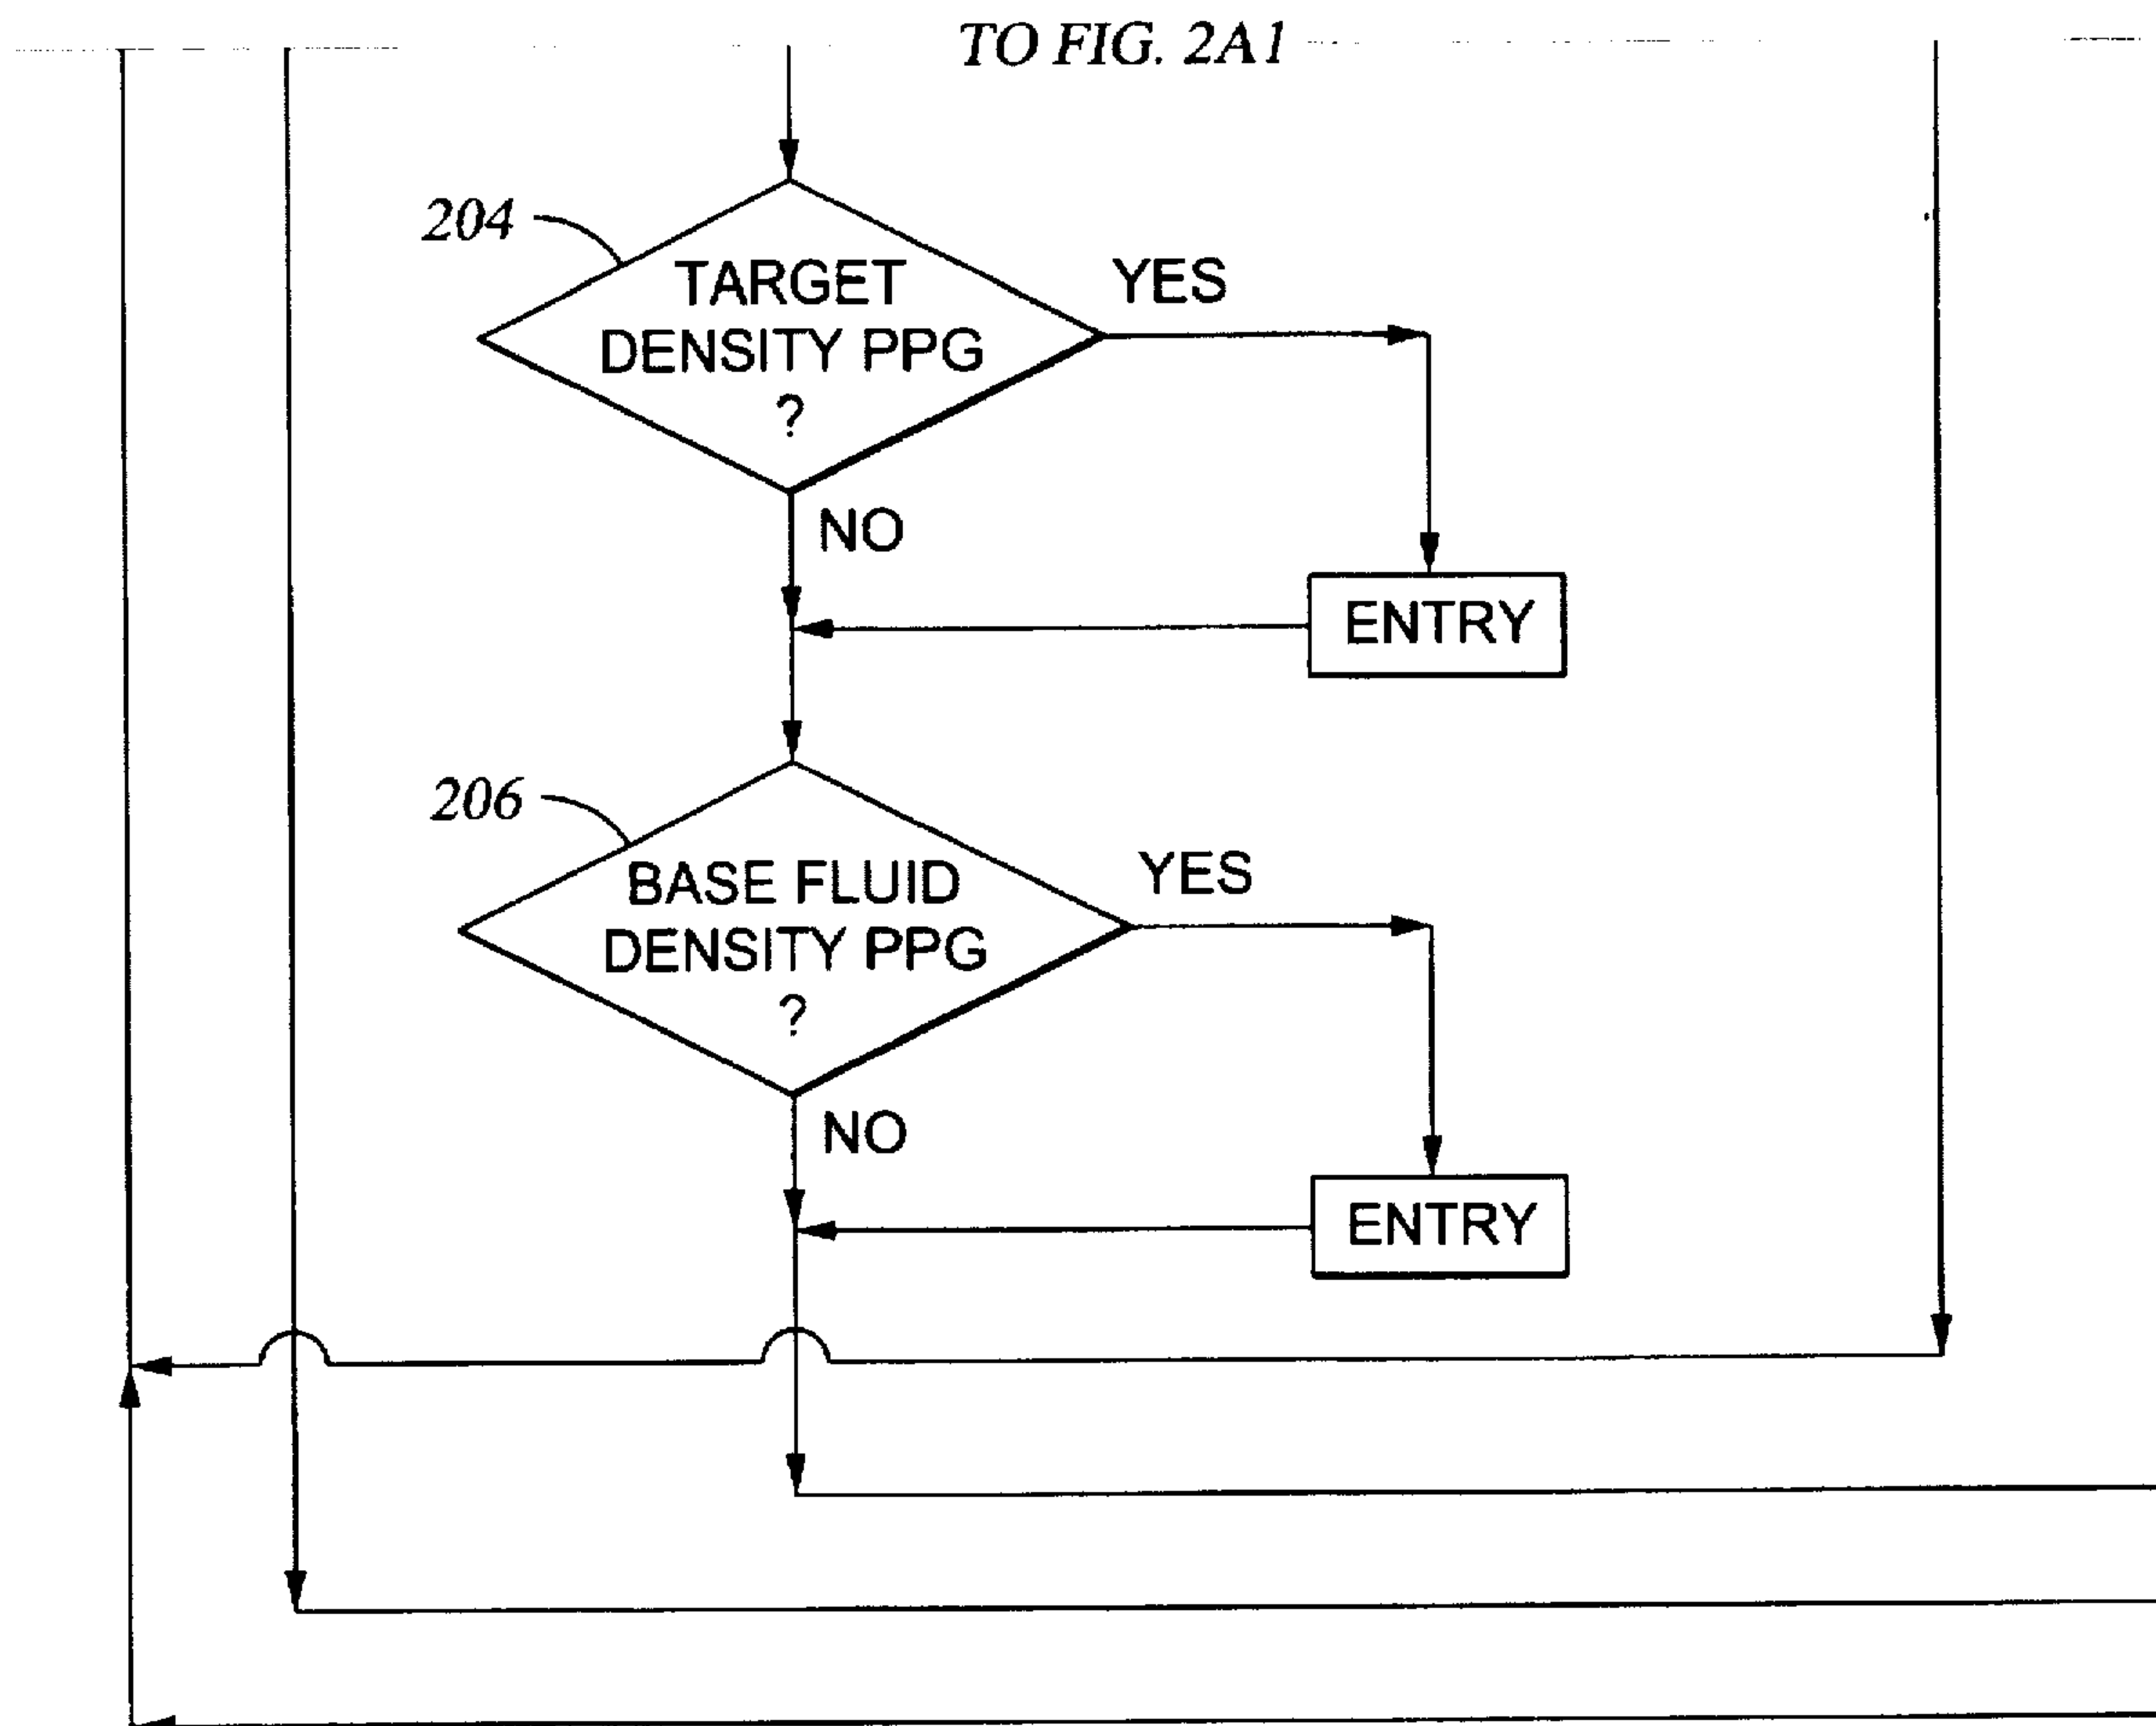 TO FIG. 2A1
204
TARGET
DENSITY PPG
?
YES
NO
ENTRY
206
BASE FLUID
DENSITY PPG
?
YES
NO
ENTRY